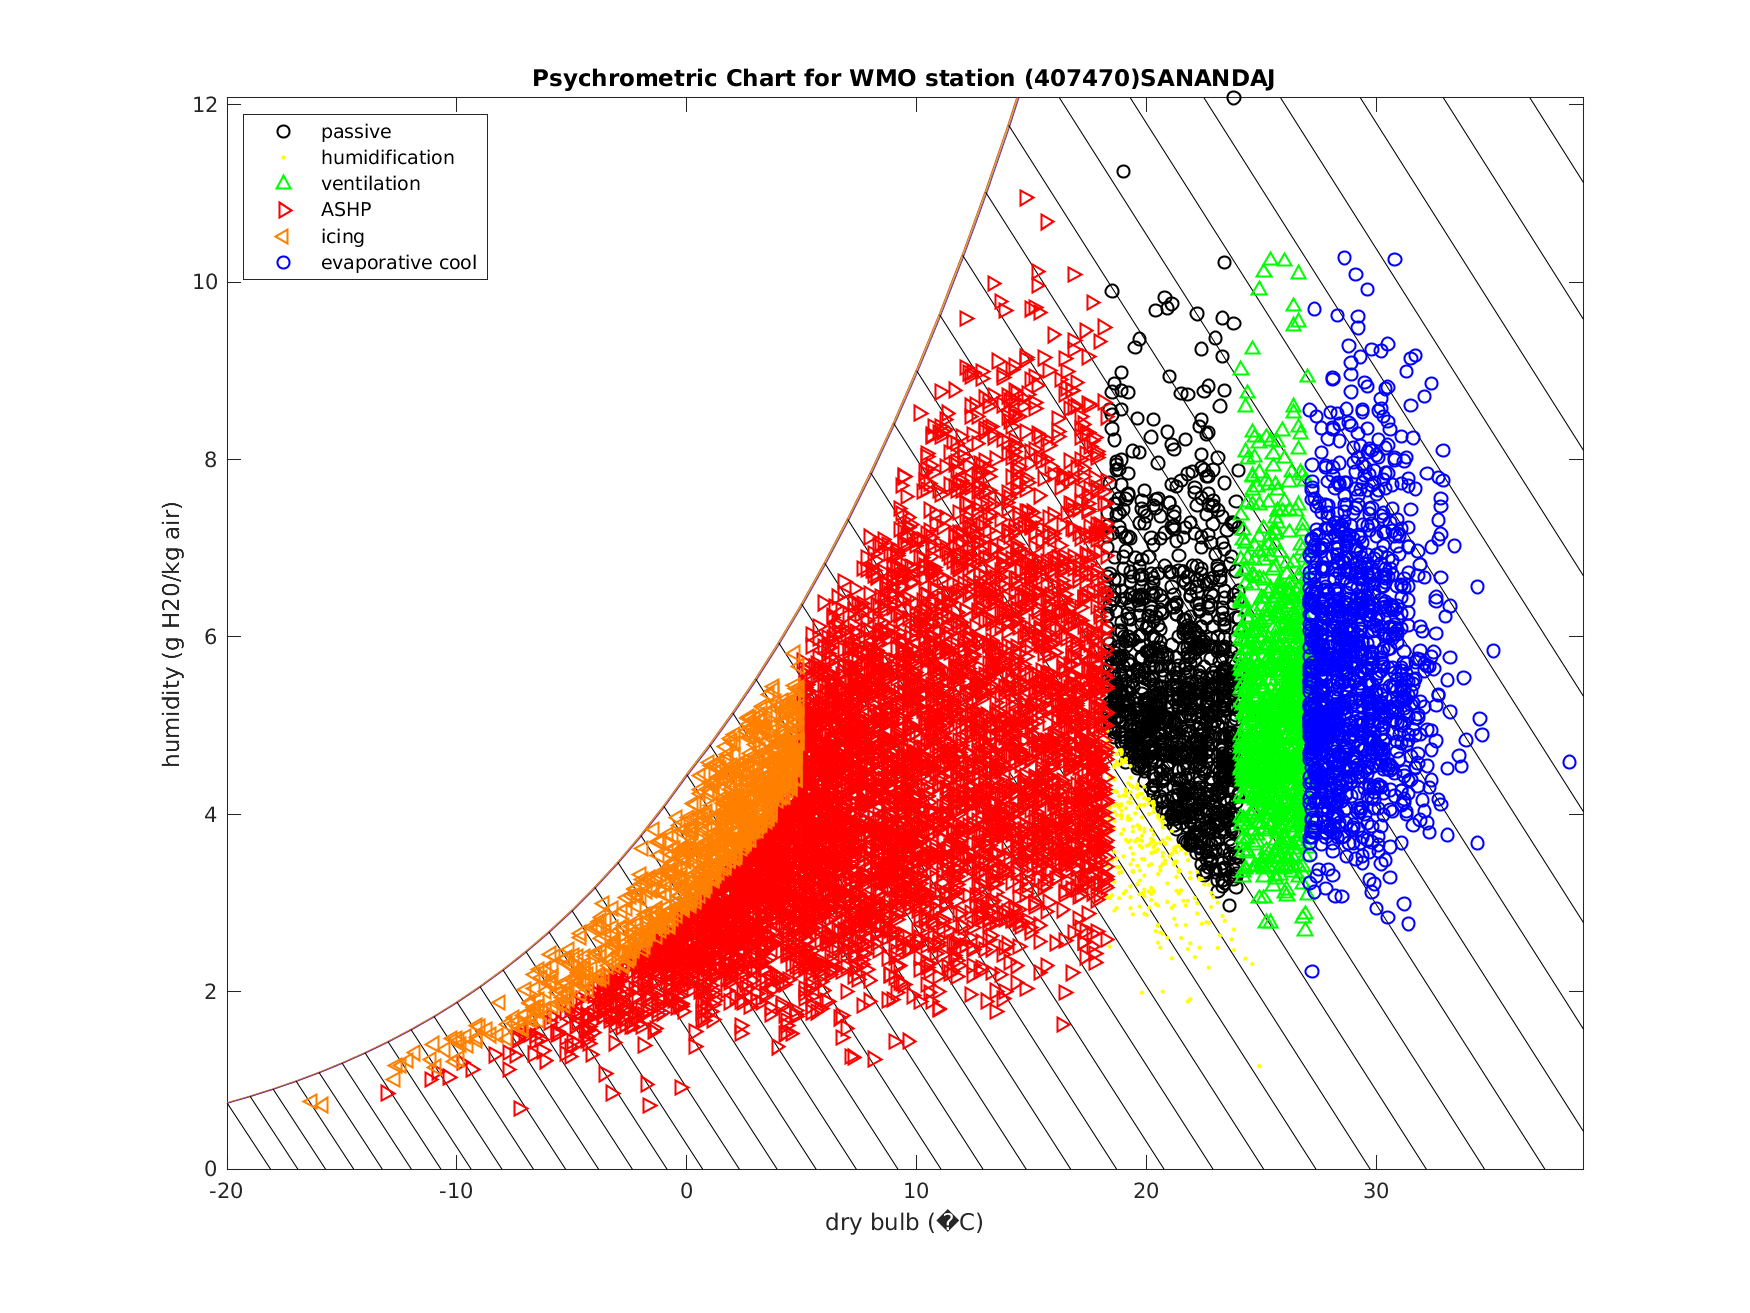 Psychrometric Chart for WMO station (407470)SANANDAJ
passive
humidification
ventilation
ASHP
icing
evaporative cool
12
10
8
6
4
2
0
humidity (g H20/kg air)
-20 -10 0 10 20 30
dry bulb (�C)